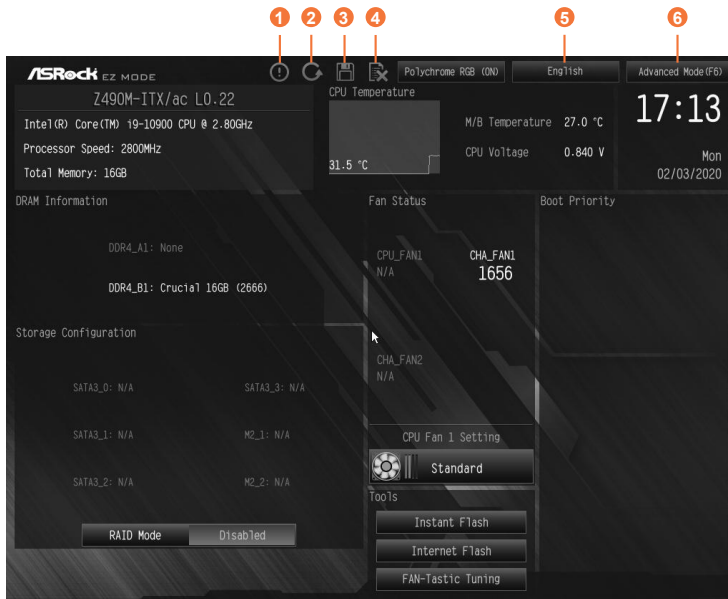 1 2 3 4 5 6
ASRock EZ MODE
Polychrome RGB (ON)
English
Advanced Mode(F6)
Z490M-ITX/ac L0.22
Intel(R) Core(TM) i9-10900 CPU @ 2.80GHz
Processor Speed: 2800MHz
Total Memory: 16GB
CPU Temperature
31.5 °C
M/B Temperature 27.0 °C
CPU Voltage 0.840 V
17:13
Mon
02/03/2020
DRAM Information
DDR4_A1: None
DDR4_B1: Crucial 16GB (2666)
Storage Configuration
SATA3_0: N/A SATA3_3: N/A
SATA3_1: N/A M2_1: N/A
SATA3_2: N/A M2_2: N/A
RAID Mode Disabled
Fan Status
CPU_FAN1 CHA_FAN1
N/A 1656
CHA_FAN2
N/A
CPU Fan 1 Setting
Standard
Tools
Instant Flash
Internet Flash
FAN-Tastic Tuning
Boot Priority